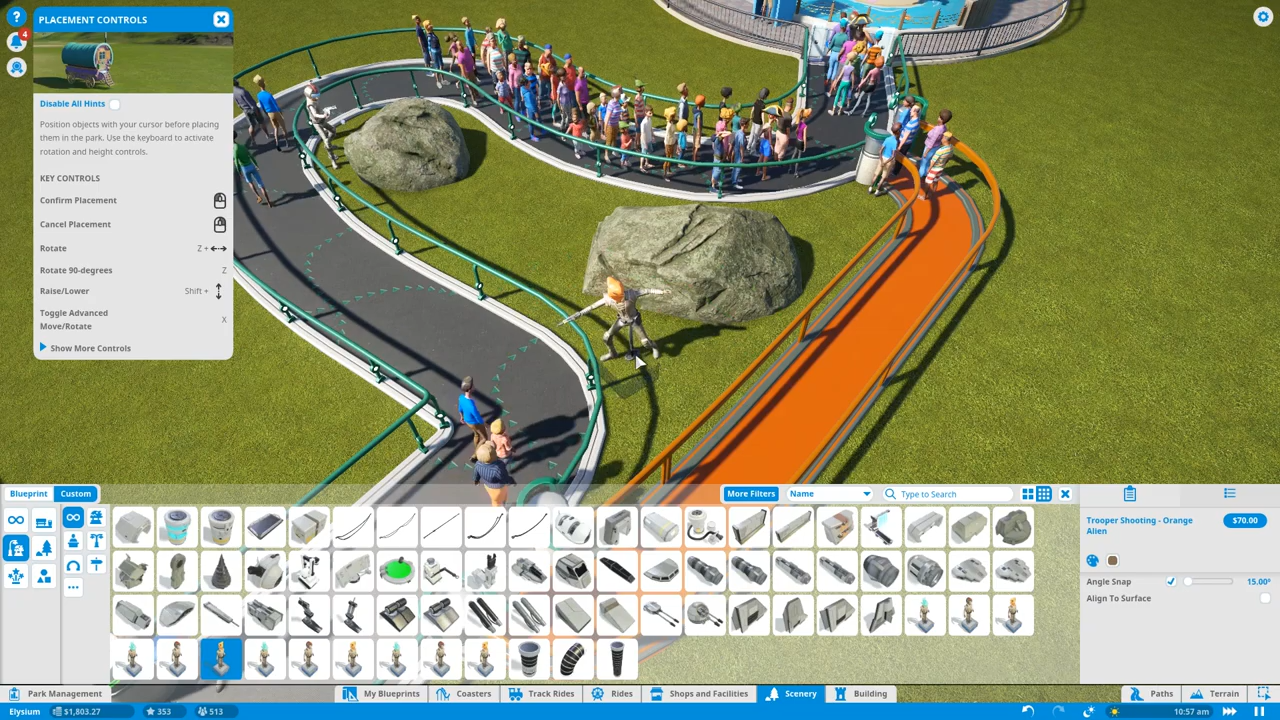 PLACEMENT CONTROLS
4
Disable All Hints
Position objects with your cursor before placing
them in the park. Use the keyboard to activate
rotation and height controls.
KEY CONTROLS
Confirm Placement
Cancel Placement
Rotate Z +
Rotate 90-degrees Z
Raise/Lower Shift +
Toggle Advanced
Move/Rotate X
Show More Controls
Blueprint Custom
More Filters Name Type to Search
Trooper Shooting - Orange
Alien
$70.00
Angle Snap 15.00°
Align To Surface
Park Management My Blueprints Coasters Track Rides Rides Shops and Facilities Scenery Building Paths Terrain
Elysium $1,803.27 353 513 10:57 am